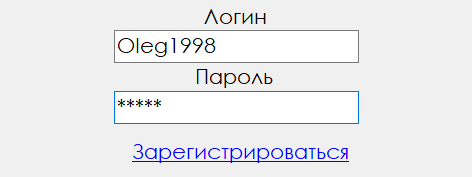 Логин
Oleg1998
Пароль
*****
Зарегистрироваться